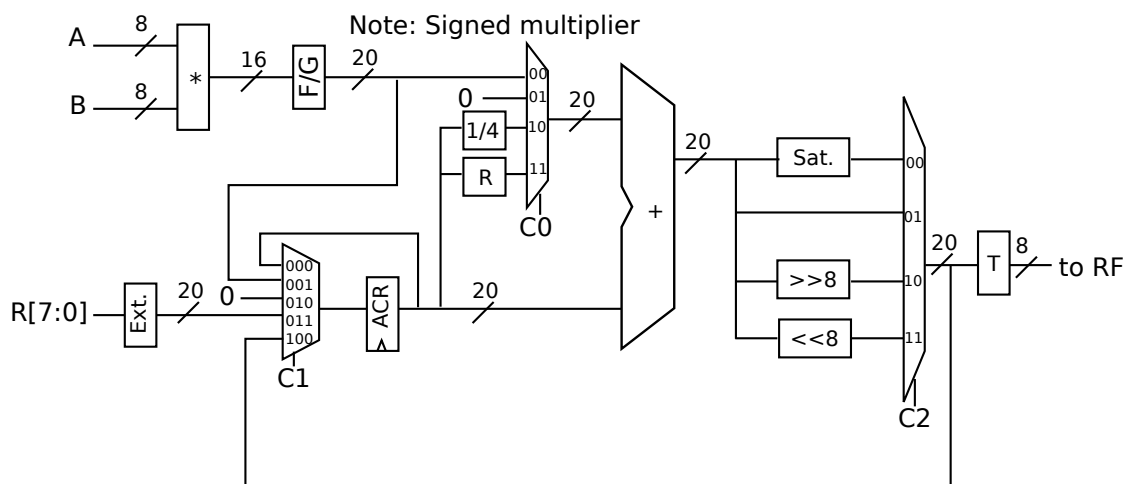 Note: Signed multiplier
A
8
B
8
*
16
F/G
20
00
01
10
11
0
1/4
R
C0
20
+
20
Sat.
>>8
<<8
00
01
10
11
C2
20
T
8
to RF
R[7:0]
Ext.
20
0
000
001
010
011
100
C1
ACR
20